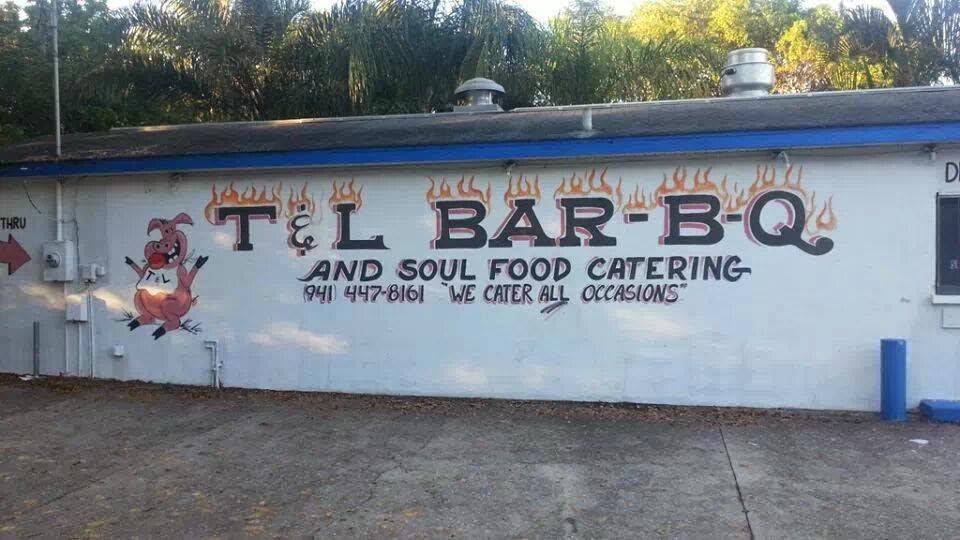 THRU
T & L BAR-B-Q
AND SOUL FOOD CATERING
(941) 447-8161 "WE CATER ALL OCCASIONS"
T & L